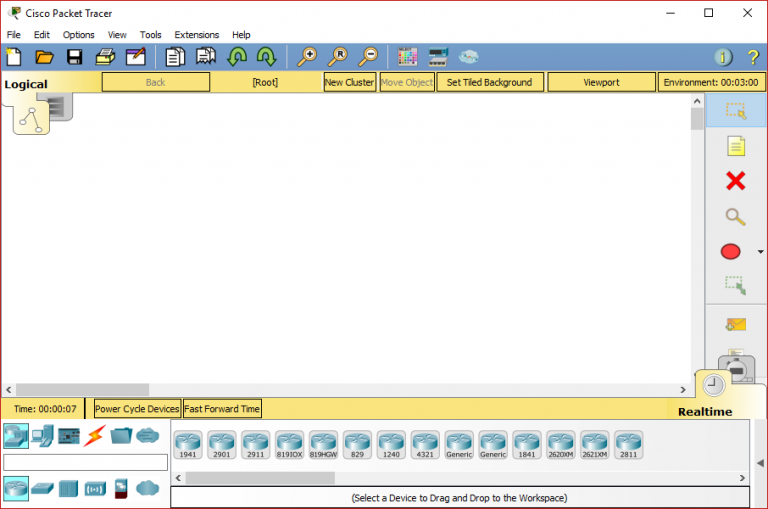 Cisco Packet Tracer
File Edit Options View Tools Extensions Help
Logical Back [Root] New Cluster Move Object Set Tiled Background Viewport Environment: 00:03:00
Time: 00:00:07 Power Cycle Devices Fast Forward Time Realtime
1941 2901 2911 819IOX 819HGW 829 1240 4321 Generic Generic 1841 2620XM 2621XM 2811
(Select a Device to Drag and Drop to the Workspace)